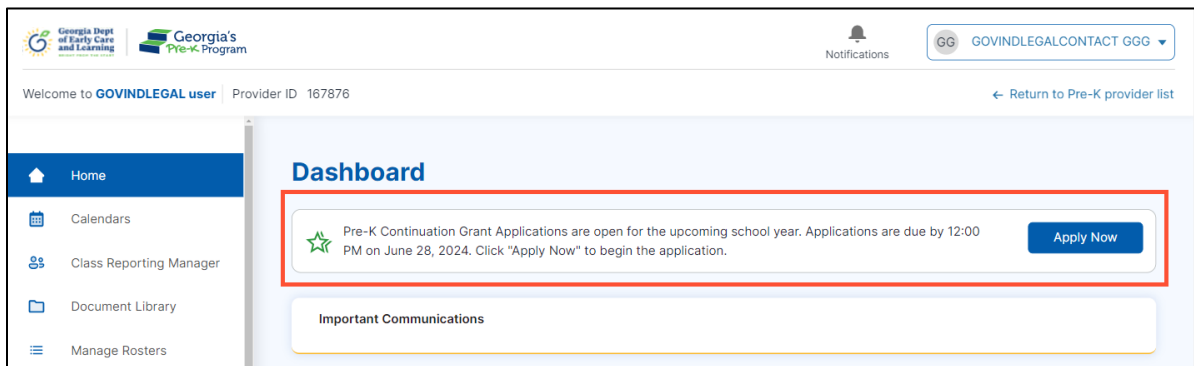 Georgia Dept
of Early Care
and Learning
Georgia's
Pre-K Program
Notifications
GG GOVINDLEGALCONTACT GGG
Welcome to GOVINDLEGAL user Provider ID 167876
← Return to Pre-K provider list
Home
Calendars
Class Reporting Manager
Document Library
Manage Rosters
Dashboard
Pre-K Continuation Grant Applications are open for the upcoming school year. Applications are due by 12:00
PM on June 28, 2024. Click "Apply Now" to begin the application.
Apply Now
Important Communications